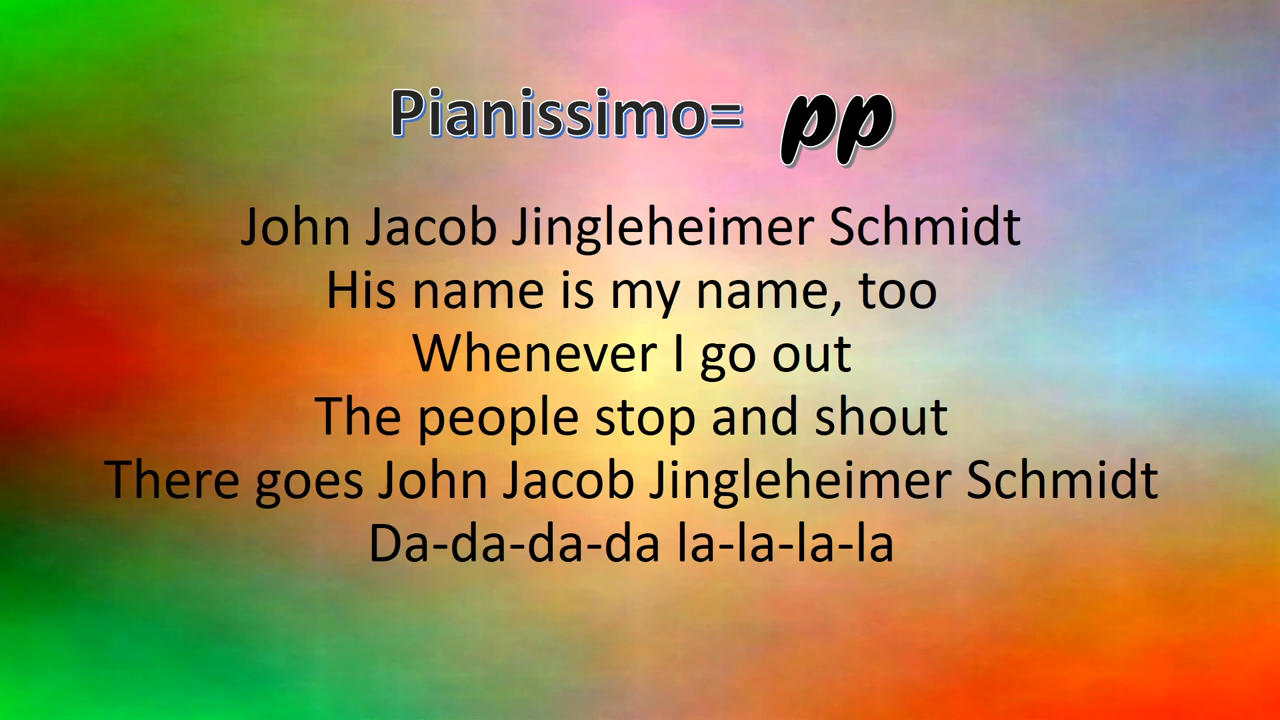 Pianissimo= pp
John Jacob Jingleheimer Schmidt
His name is my name, too
Whenever I go out
The people stop and shout
There goes John Jacob Jingleheimer Schmidt
Da-da-da-da la-la-la-la